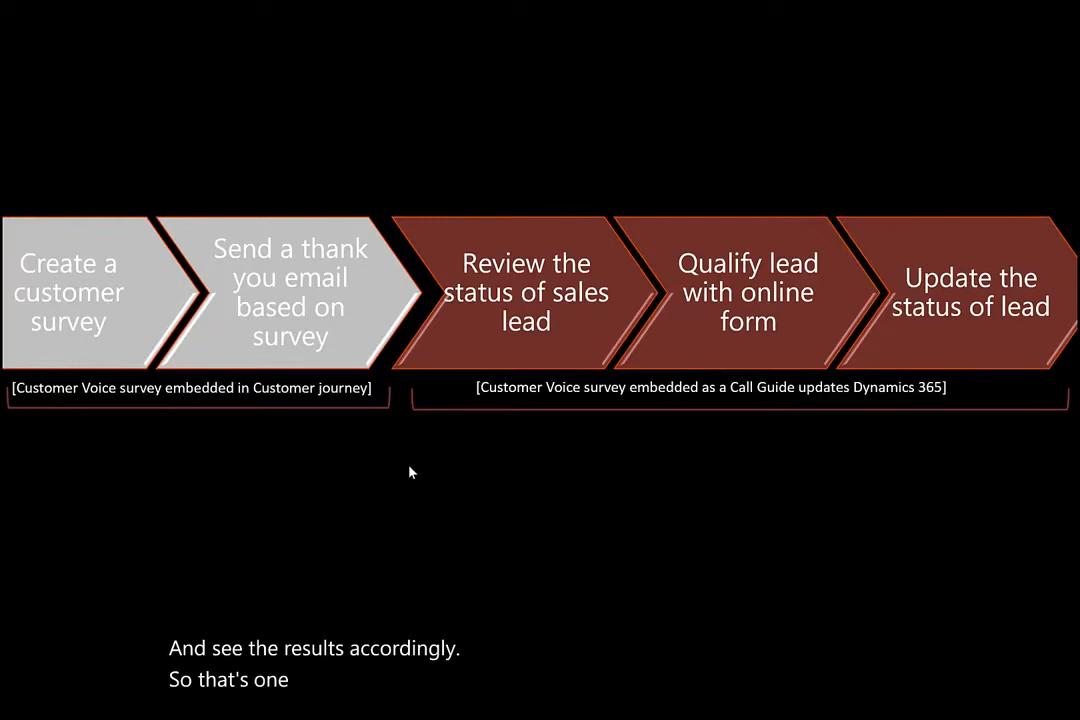 Create a
customer
survey
Send a thank
you email
based on
survey
Review the
status of sales
lead
Qualify lead
with online
form
Update the
status of lead
[Customer Voice survey embedded in Customer journey]
[Customer Voice survey embedded as a Call Guide updates Dynamics 365]
And see the results accordingly.
So that's one